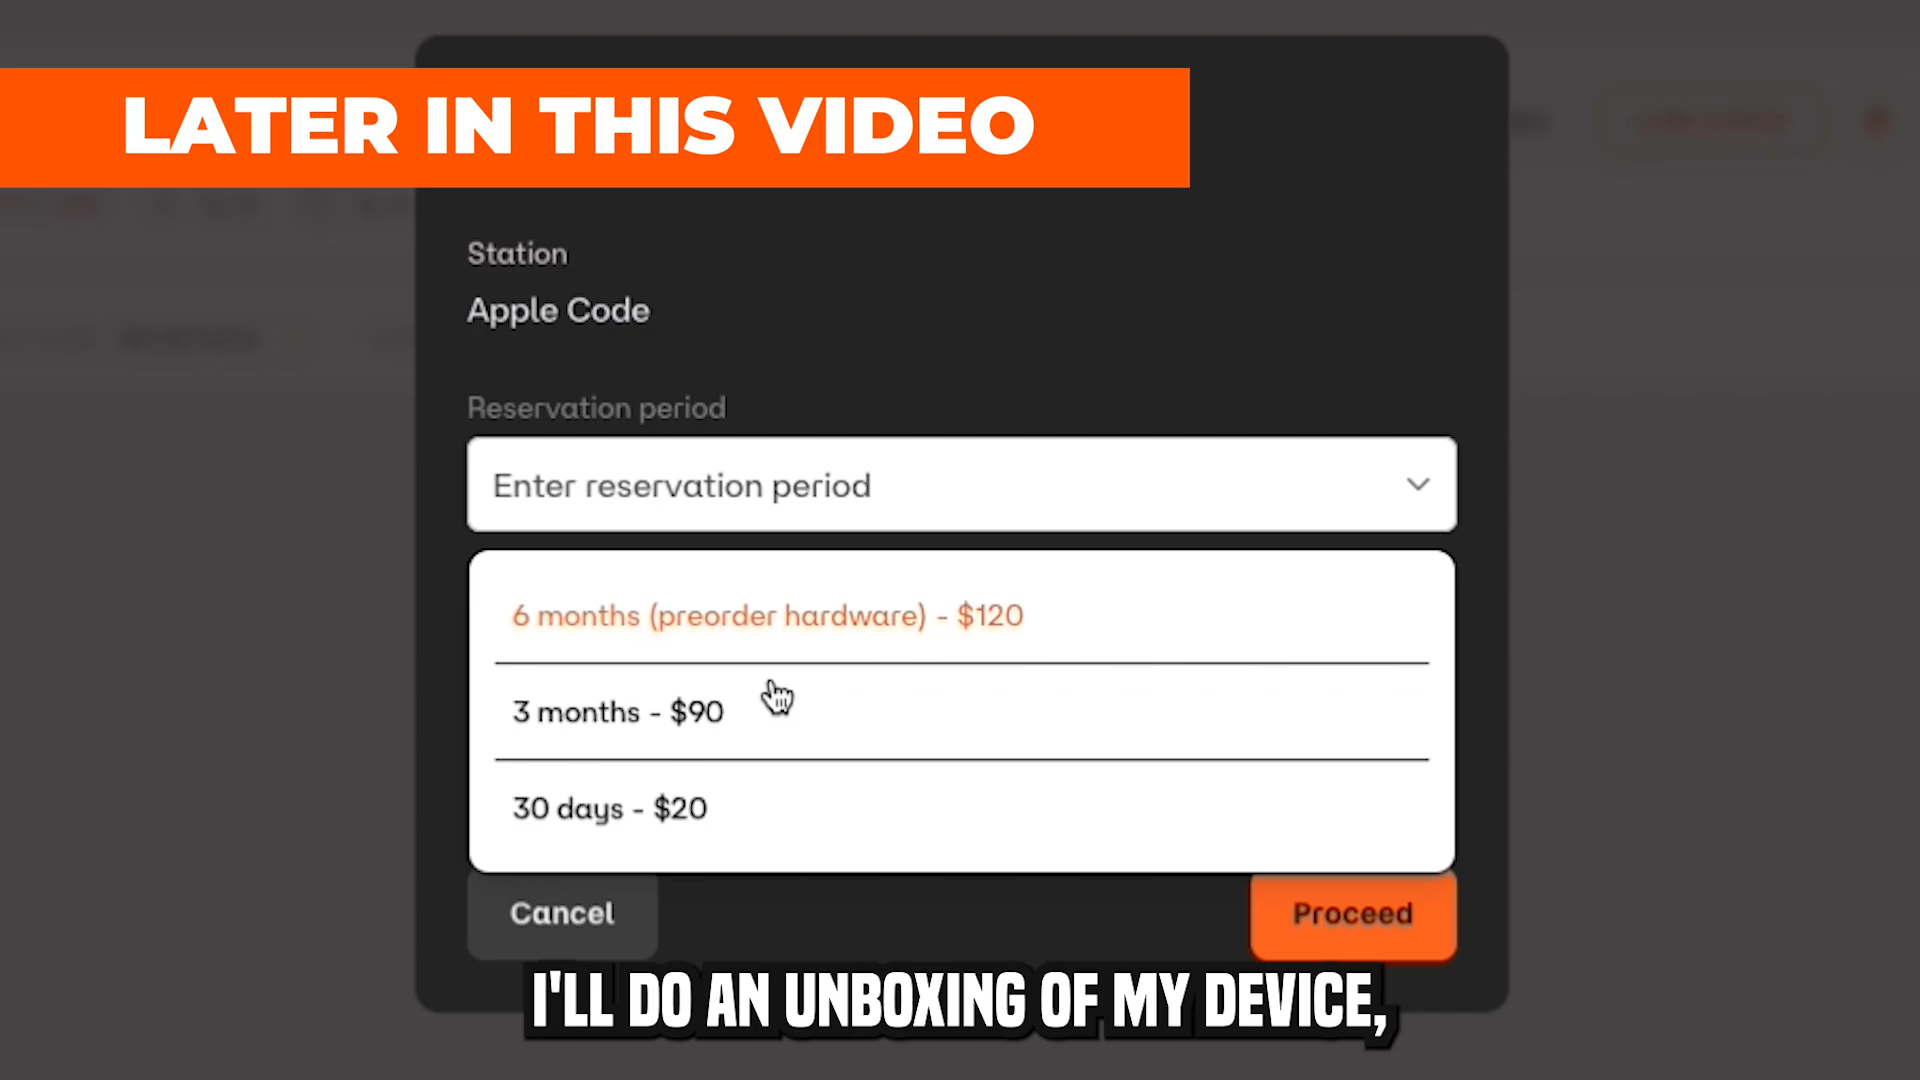 LATER IN THIS VIDEO
Station
Apple Code
Reservation period
Enter reservation period
6 months (preorder hardware) - $120
3 months - $90
30 days - $20
Cancel
Proceed
I'LL DO AN UNBOXING OF MY DEVICE,